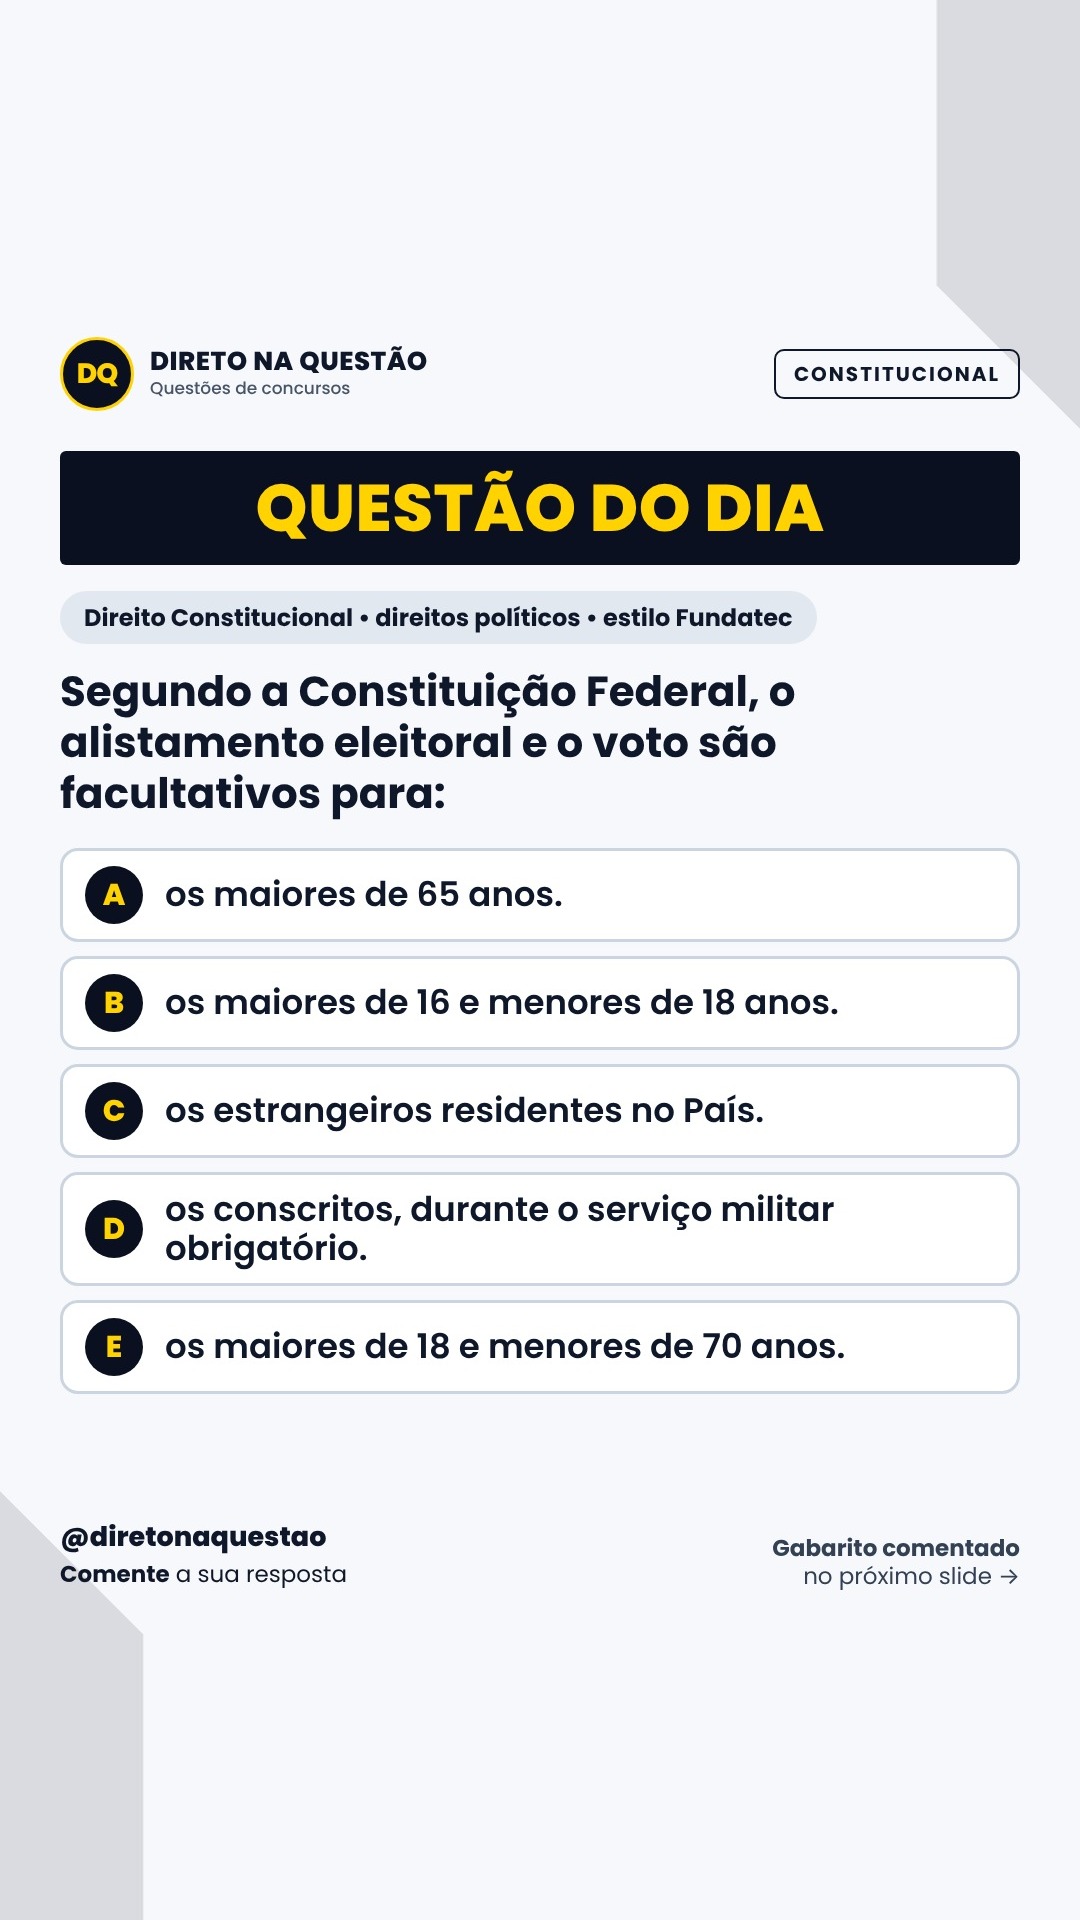 DQ
DIRETO NA QUESTÃO
Questões de concursos
CONSTITUCIONAL
QUESTÃO DO DIA
Direito Constitucional • direitos políticos • estilo Fundatec
Segundo a Constituição Federal, o
alistamento eleitoral e o voto são
facultativos para:
A os maiores de 65 anos.
B os maiores de 16 e menores de 18 anos.
C os estrangeiros residentes no País.
D os conscritos, durante o serviço militar
obrigatório.
E os maiores de 18 e menores de 70 anos.
@diretonaquestao
Comente a sua resposta
Gabarito comentado
no próximo slide →